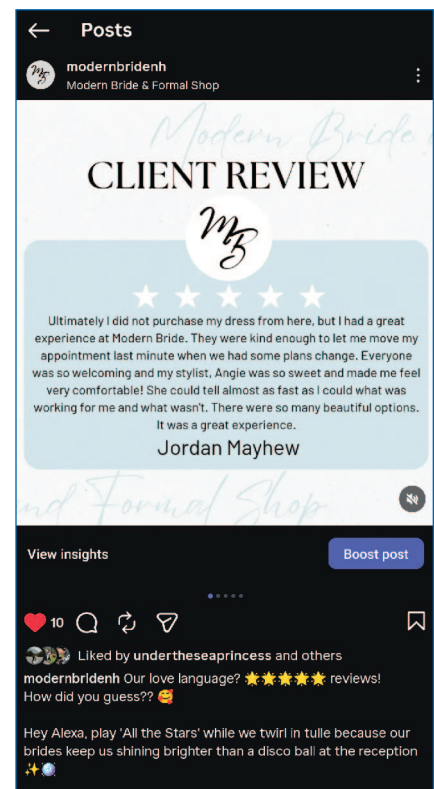 Posts
modernbridenh
Modern Bride & Formal Shop
Modern Bride
CLIENT REVIEW
MB
Ultimately I did not purchase my dress from here, but I had a great
experience at Modern Bride. They were kind enough to let me move my
appointment last minute when we had some plans change. Everyone
was so welcoming and my stylist, Angie was so sweet and made me feel
very comfortable! She could tell almost as fast as I could what was
working for me and what wasn't. There were so many beautiful options.
It was a great experience.
Jordan Mayhew
and Formal Shop
View insights
Boost post
10
Liked by undertheseaprincess and others
modernbridenh Our love language? 🌟🌟🌟🌟🌟 reviews!
How did you guess?? 🥰
Hey Alexa, play 'All the Stars' while we twirl in tulle because our
brides keep us shining brighter than a disco ball at the reception
✨🪩